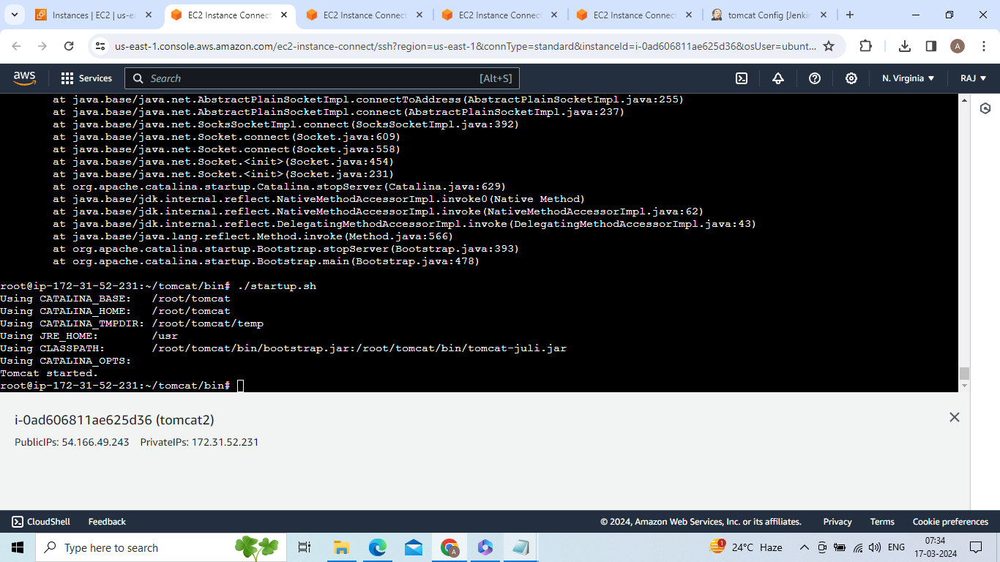 Instances | EC2 | us-ea
EC2 Instance Connect
EC2 Instance Connect
EC2 Instance Connect
EC2 Instance Connect
tomcat Config [Jenkin
us-east-1.console.aws.amazon.com/ec2-instance-connect/ssh?region=us-east-1&connType=standard&instanceId=i-0ad606811ae625d36&osUser=ubunt...
A
aws
Services
Search
[Alt+S]
N. Virginia
RAJ
at java.base/java.net.AbstractPlainSocketImpl.connectToAddress(AbstractPlainSocketImpl.java:255)
at java.base/java.net.AbstractPlainSocketImpl.connect(AbstractPlainSocketImpl.java:237)
at java.base/java.net.SocksSocketImpl.connect(SocksSocketImpl.java:392)
at java.base/java.net.Socket.connect(Socket.java:609)
at java.base/java.net.Socket.connect(Socket.java:558)
at java.base/java.net.Socket.<init>(Socket.java:454)
at java.base/java.net.Socket.<init>(Socket.java:231)
at org.apache.catalina.startup.Catalina.stopServer(Catalina.java:629)
at java.base/jdk.internal.reflect.NativeMethodAccessorImpl.invoke0(Native Method)
at java.base/jdk.internal.reflect.NativeMethodAccessorImpl.invoke(NativeMethodAccessorImpl.java:62)
at java.base/jdk.internal.reflect.DelegatingMethodAccessorImpl.invoke(DelegatingMethodAccessorImpl.java:43)
at java.base/java.lang.reflect.Method.invoke(Method.java:566)
at org.apache.catalina.startup.Bootstrap.stopServer(Bootstrap.java:393)
at org.apache.catalina.startup.Bootstrap.main(Bootstrap.java:478)
root@ip-172-31-52-231:~/tomcat/bin# ./startup.sh
Using CATALINA_BASE:   /root/tomcat
Using CATALINA_HOME:   /root/tomcat
Using CATALINA_TMPDIR: /root/tomcat/temp
Using JRE_HOME:        /usr
Using CLASSPATH:       /root/tomcat/bin/bootstrap.jar:/root/tomcat/bin/tomcat-juli.jar
Using CATALINA_OPTS:
Tomcat started.
root@ip-172-31-52-231:~/tomcat/bin#
i-0ad606811ae625d36 (tomcat2)
PublicIPs: 54.166.49.243    PrivateIPs: 172.31.52.231
CloudShell
Feedback
© 2024, Amazon Web Services, Inc. or its affiliates.
Privacy
Terms
Cookie preferences
Type here to search
A
1
24°C Haze
ENG
07:34
17-03-2024